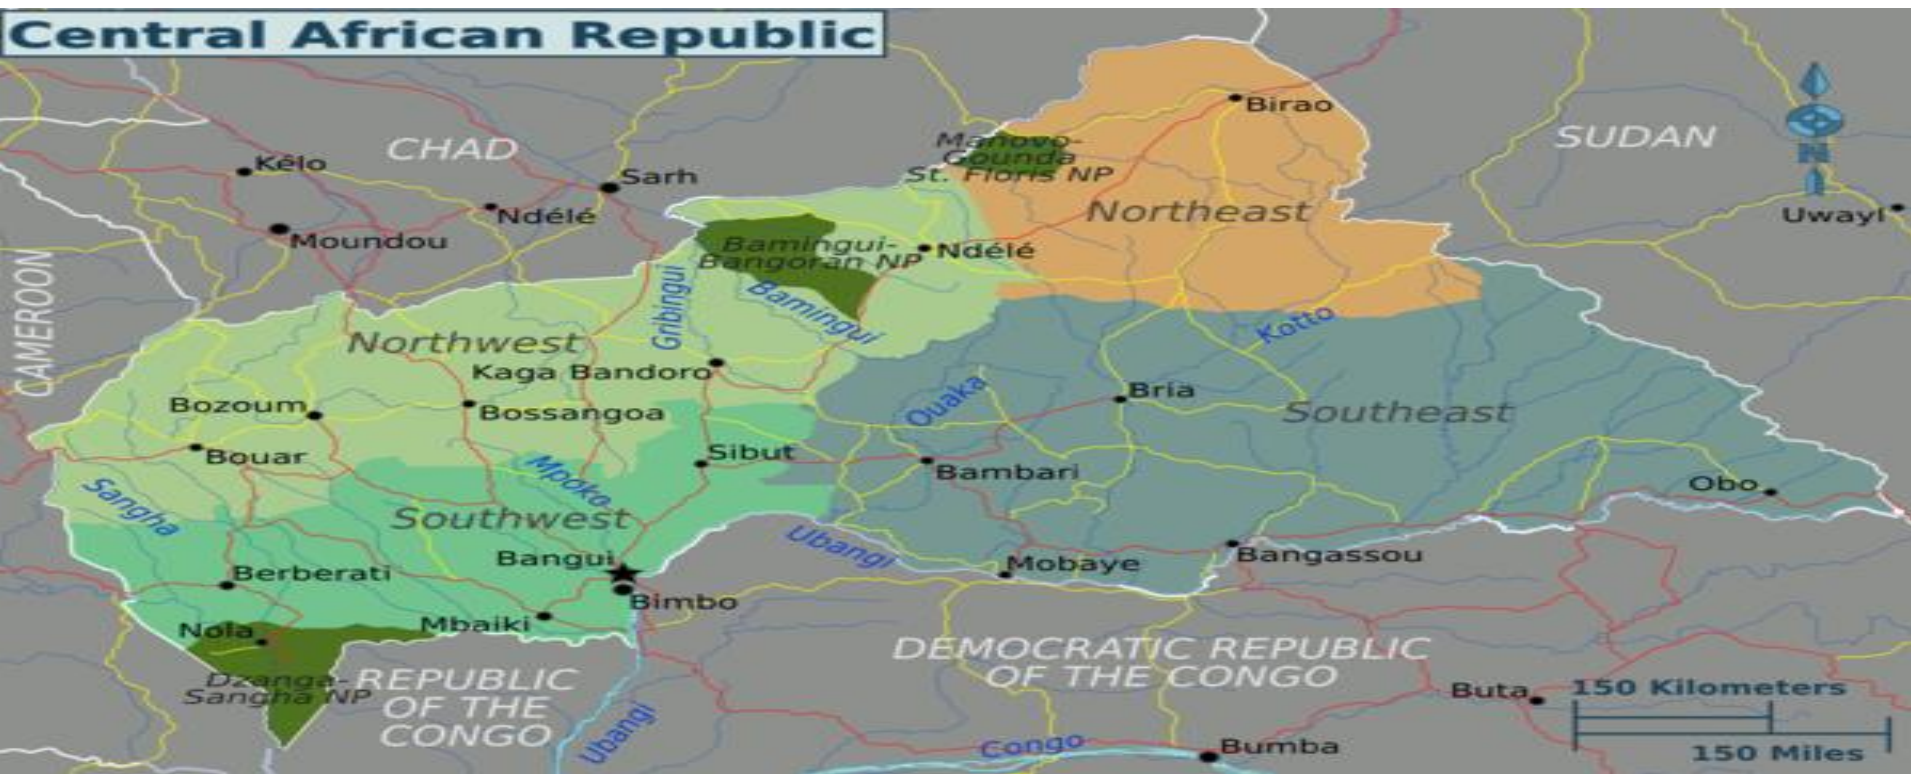 Central African Republic
Birao
CHAD
SUDAN
Manovo-
Gounda
St. Floris NP
Kélo
Sarh
N
Ndélé
Northeast
Uwayl
Moundou
Bamingui-
Bangoran NP
Ndélé
CAMEROON
Gribingui
Bamingui
Kotto
Northwest
Kaga Bandoro
Bozoum
Bossangoa
Ouaka
Bria
Southeast
Bouar
Sibut
Mpoko
Bambari
Obo
Sangha
Southwest
Ubangi
Bangui
Mobaye
Bangassou
Berberati
Bimbo
Nola
Mbaiki
DEMOCRATIC REPUBLIC
OF THE CONGO
Dzanga-
Sangha NP
REPUBLIC
OF THE
CONGO
Ubangi
Buta
150 Kilometers
Congo
Bumba
150 Miles